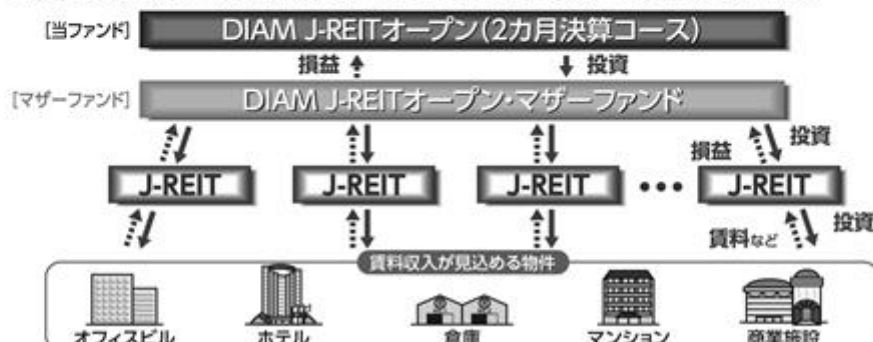 [当ファンド] DIAM J-REITオープン(2カ月決算コース)
損益 投資
[マザーファンド] DIAM J-REITオープン・マザーファンド
損益 投資
J-REIT J-REIT J-REIT ••• J-REIT
賃料など 投資
賃料収入が見込める物件
オフィスビル ホテル 倉庫 マンション 商業施設